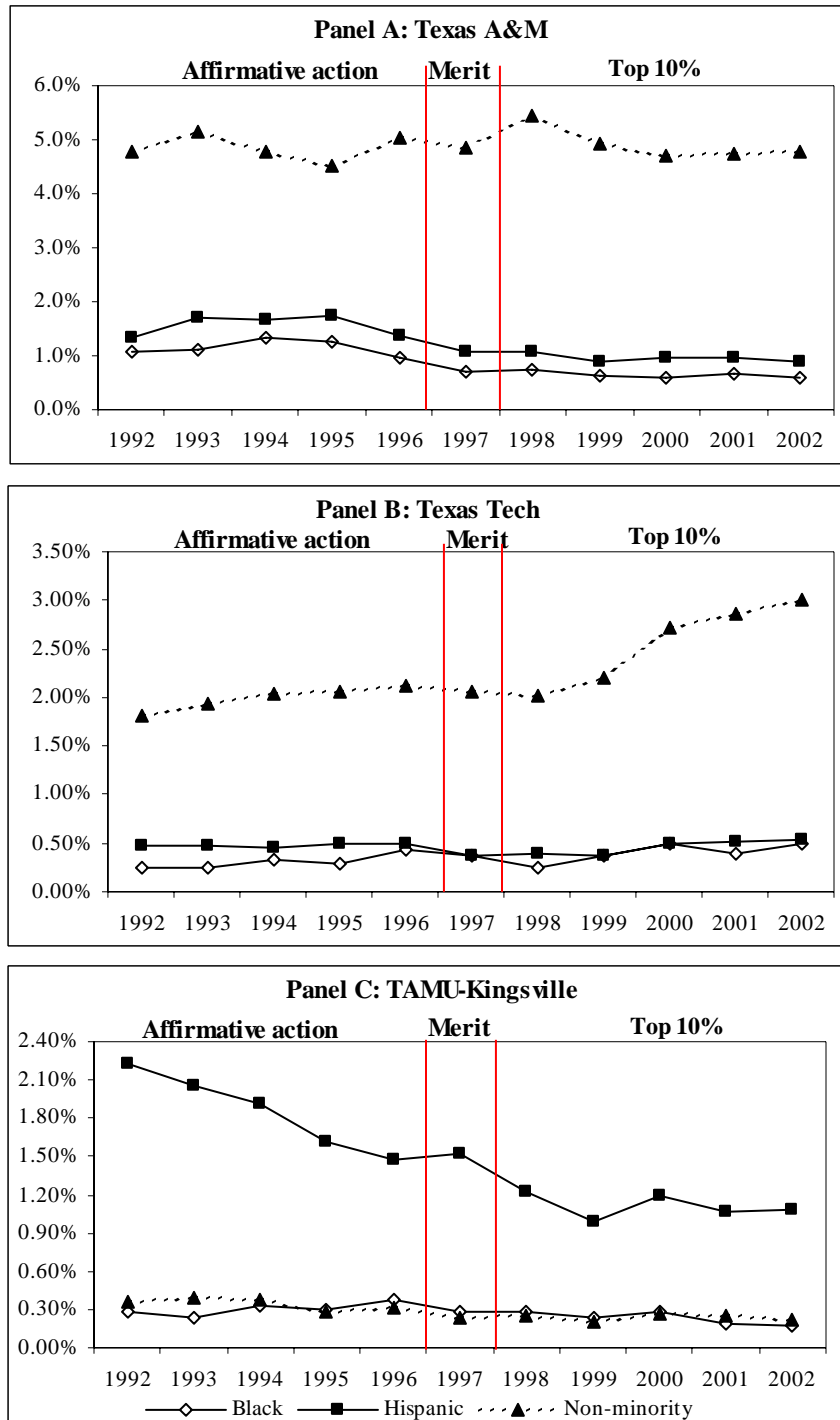 Panel A: Texas A&M
Affirmative action Merit Top 10%
6.0%
5.0%
4.0%
3.0%
2.0%
1.0%
0.0%
1992 1993 1994 1995 1996 1997 1998 1999 2000 2001 2002
Panel B: Texas Tech
Affirmative action Merit Top 10%
3.50%
3.00%
2.50%
2.00%
1.50%
1.00%
0.50%
0.00%
1992 1993 1994 1995 1996 1997 1998 1999 2000 2001 2002
Panel C: TAMU-Kingsville
Affirmative action Merit Top 10%
2.40%
2.10%
1.80%
1.50%
1.20%
0.90%
0.60%
0.30%
0.00%
1992 1993 1994 1995 1996 1997 1998 1999 2000 2001 2002
Black Hispanic Non-minority